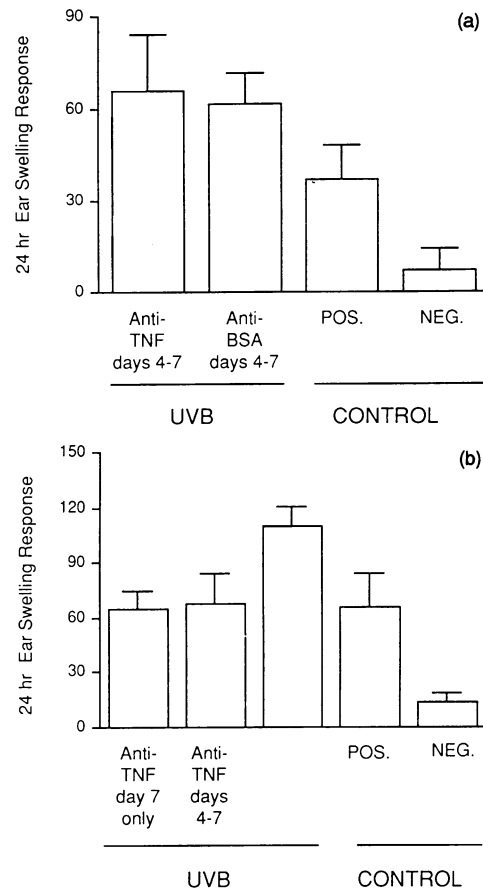 (a)
24 hr Ear Swelling Response
90
60
30
0
Anti-
TNF
days 4-7
Anti-
BSA
days 4-7
POS.
NEG.
UVB
CONTROL
(b)
24 hr Ear Swelling Response
150
120
90
60
30
0
Anti-
TNF
day 7
only
Anti-
TNF
days
4-7
POS.
NEG.
UVB
CONTROL